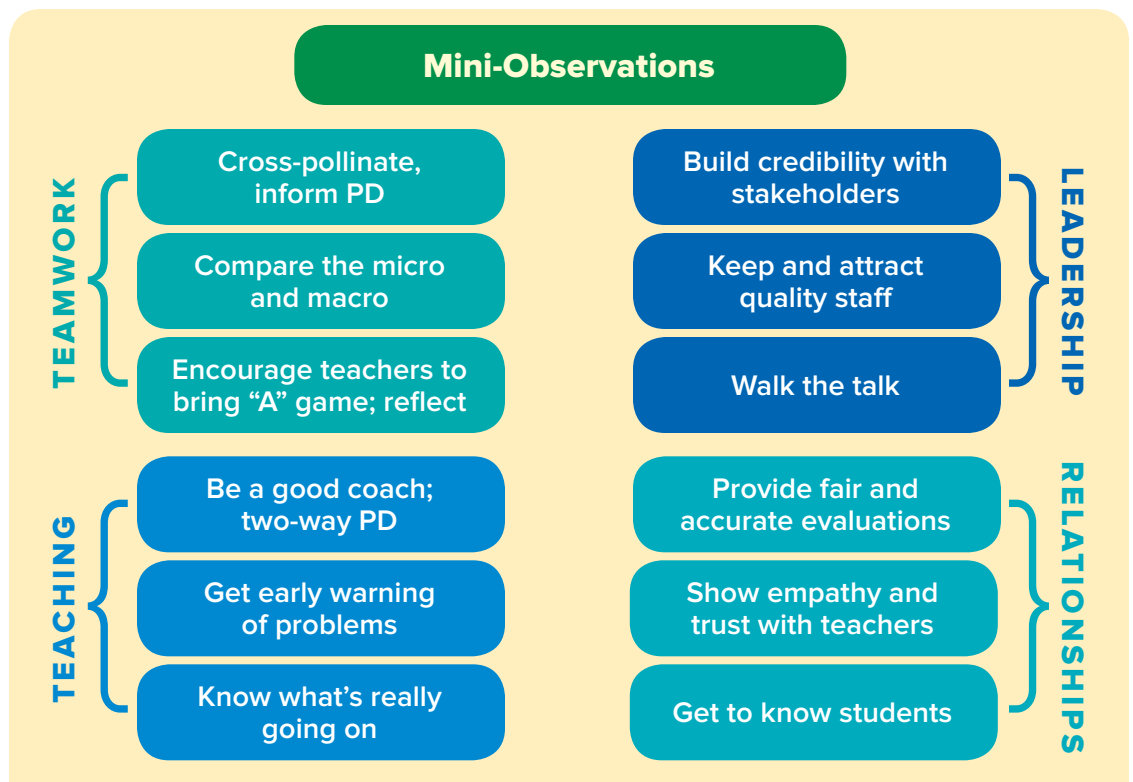 Mini-Observations
TEAMWORK
Cross-pollinate,
inform PD
Compare the micro
and macro
Encourage teachers to
bring “A” game; reflect
LEADERSHIP
Build credibility with
stakeholders
Keep and attract
quality staff
Walk the talk
TEACHING
Be a good coach;
two-way PD
Get early warning
of problems
Know what’s really
going on
RELATIONSHIPS
Provide fair and
accurate evaluations
Show empathy and
trust with teachers
Get to know students